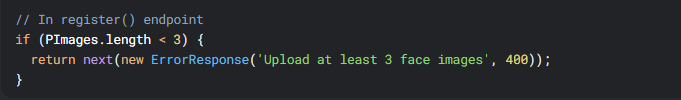 // In register() endpoint
if (PImages.length < 3) {
  return next(new ErrorResponse('Upload at least 3 face images', 400));
}